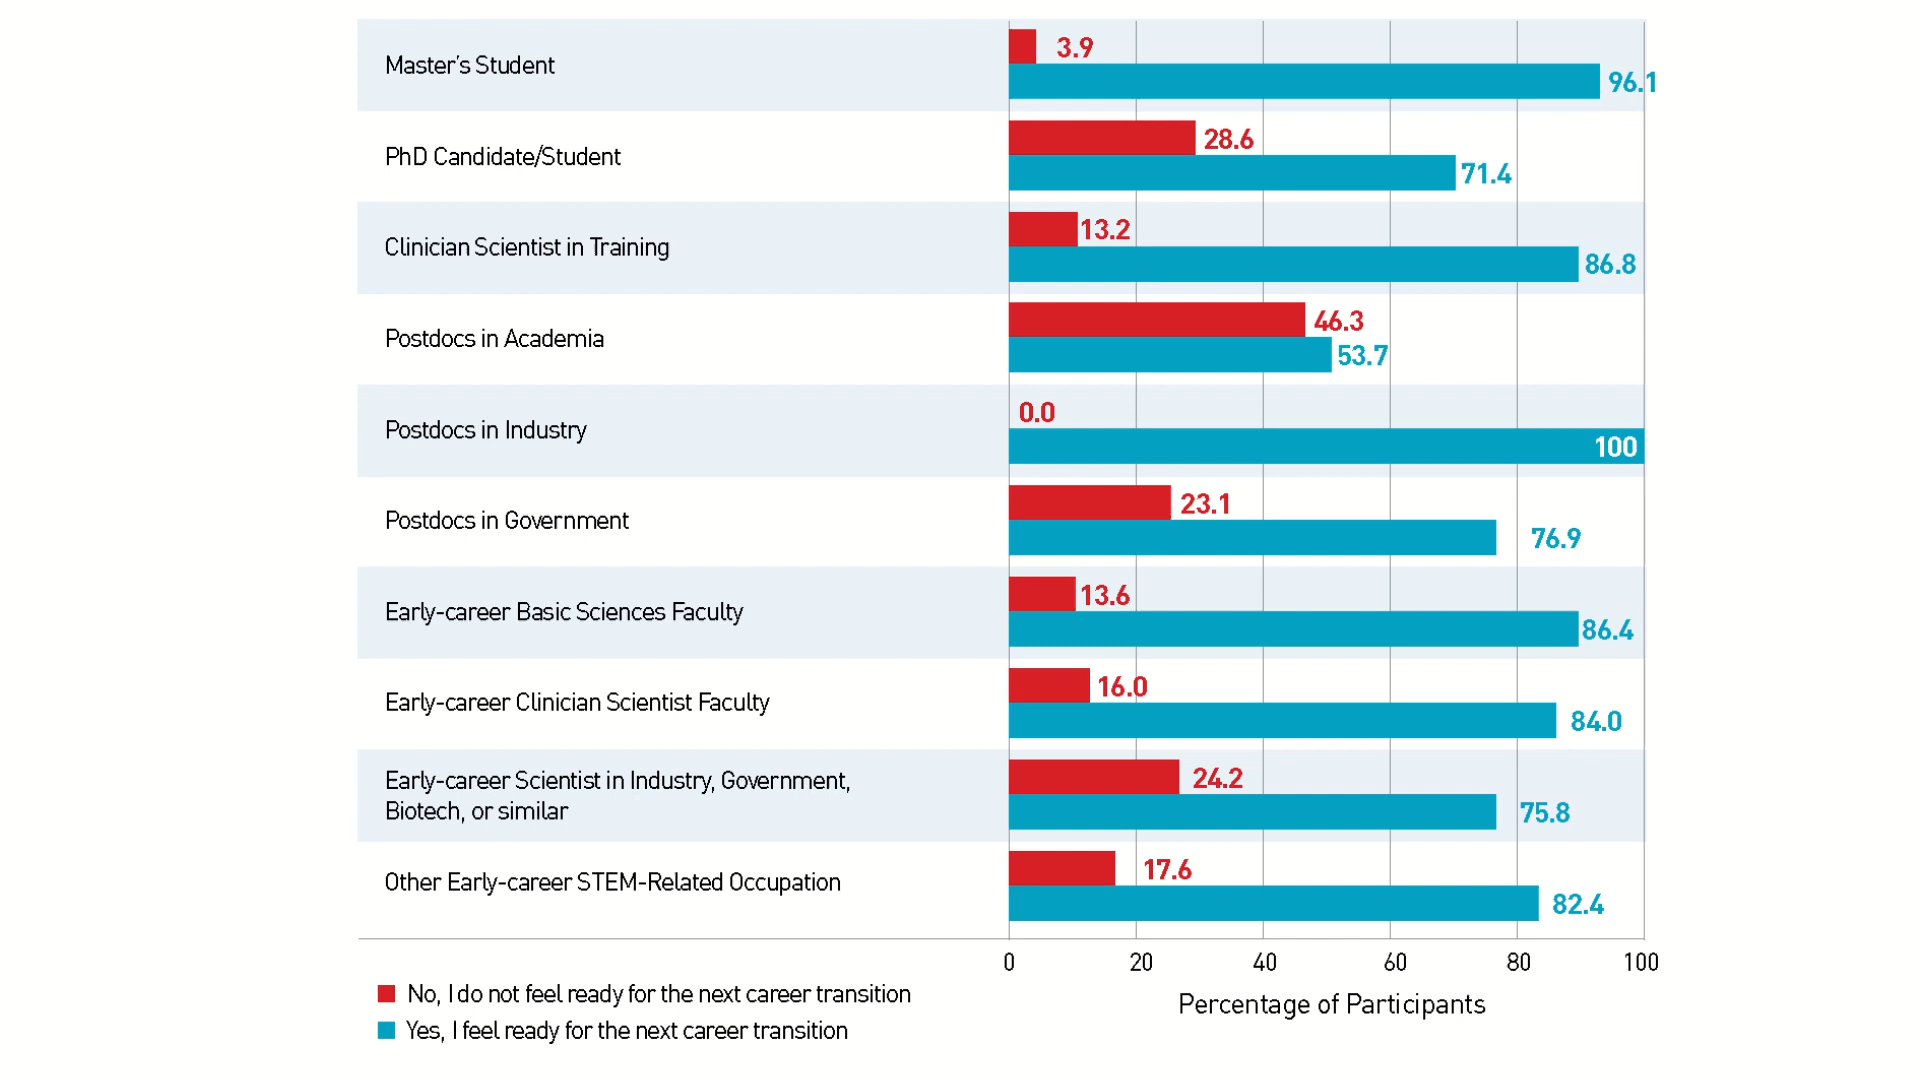 Master's Student
3.9
96.1
PhD Candidate/Student
28.6
71.4
Clinician Scientist in Training
13.2
86.8
Postdocs in Academia
46.3
53.7
Postdocs in Industry
0.0
100
Postdocs in Government
23.1
76.9
Early-career Basic Sciences Faculty
13.6
86.4
Early-career Clinician Scientist Faculty
16.0
84.0
Early-career Scientist in Industry, Government,
Biotech, or similar
24.2
75.8
Other Early-career STEM-Related Occupation
17.6
82.4
0 20 40 60 80 100
Percentage of Participants
No, I do not feel ready for the next career transition
Yes, I feel ready for the next career transition